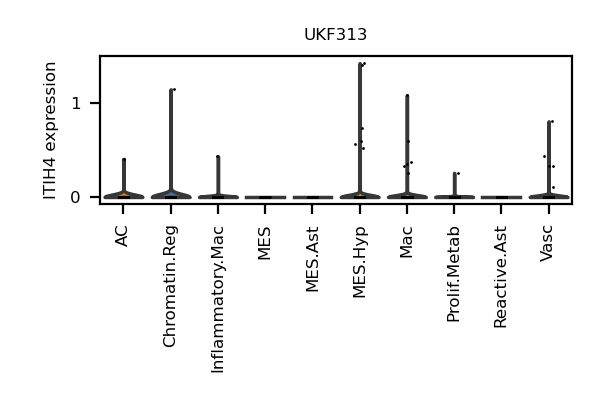 UKF313
ITIH4 expression
1
0
AC
Chromatin.Reg
Inflammatory.Mac
MES
MES.Ast
MES.Hyp
Mac
Prolif.Metab
Reactive.Ast
Vasc